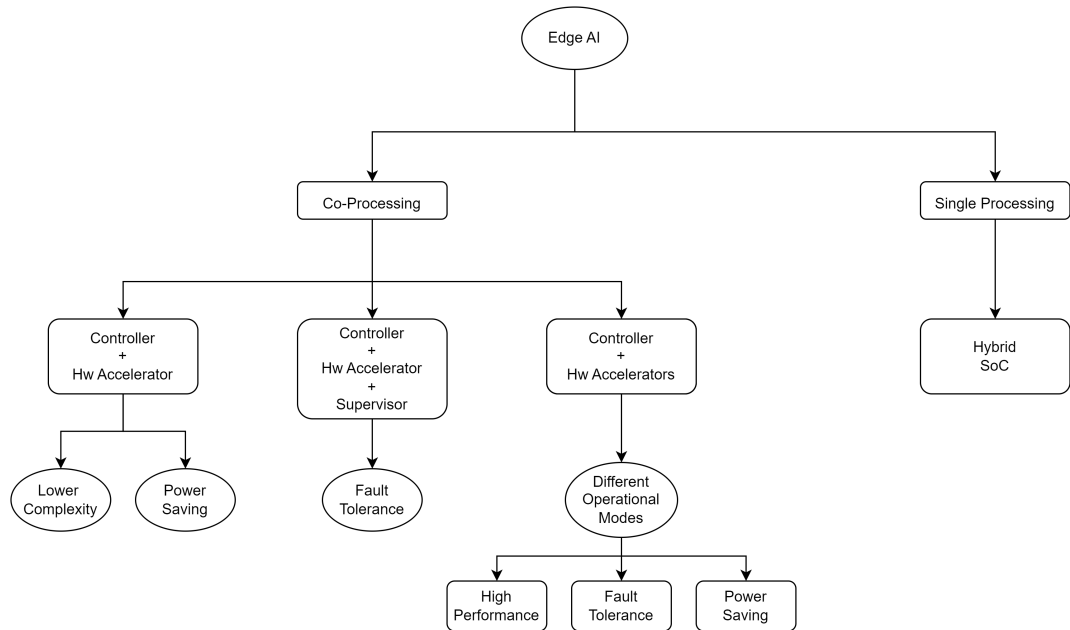 Edge AI
Co-Processing
Single Processing
Controller
+
Hw Accelerator
Controller
+
Hw Accelerator
+
Supervisor
Controller
+
Hw Accelerators
Hybrid
SoC
Lower
Complexity
Power
Saving
Fault
Tolerance
Different
Operational
Modes
High
Performance
Fault
Tolerance
Power
Saving